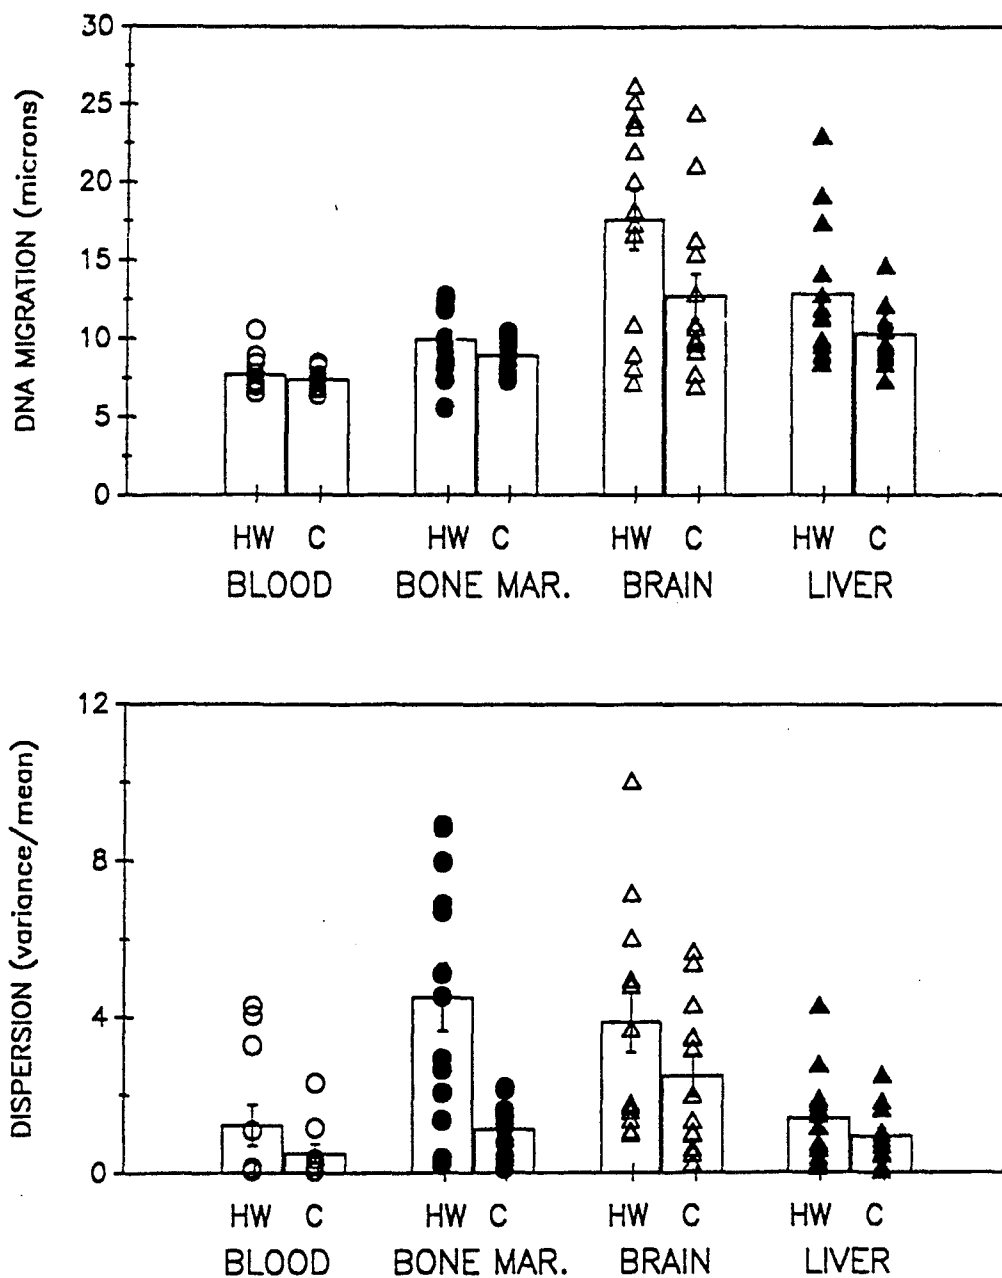 30
25
20
15
10
5
0
DNA MIGRATION (microns)
HW C HW C HW C HW C
BLOOD BONE MAR. BRAIN LIVER
12
8
4
0
DISPERSION (variance/mean)
HW C HW C HW C HW C
BLOOD BONE MAR. BRAIN LIVER